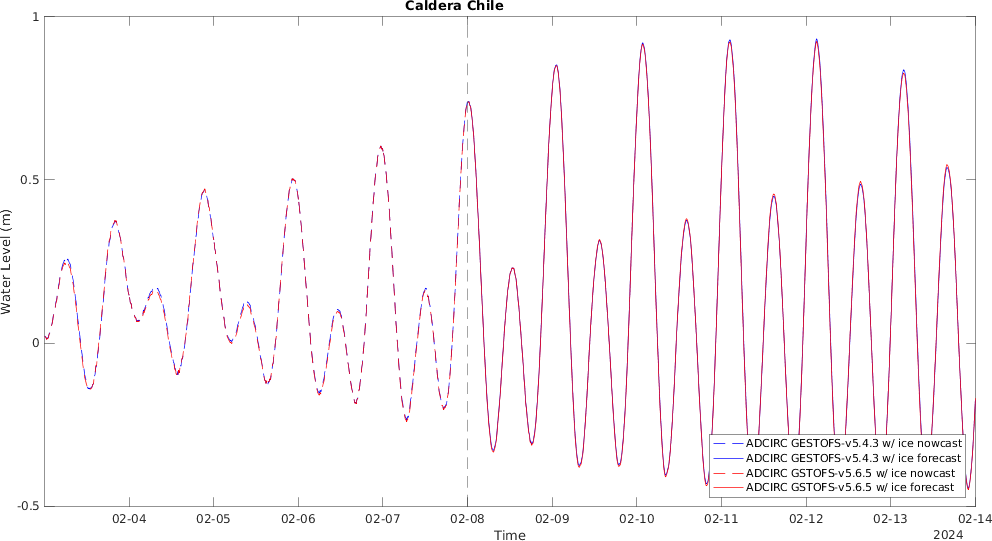 Caldera Chile
1
0.5
0
-0.5
Water Level (m)
ADCIRC GESTOFS-v5.4.3 w/ ice nowcast
ADCIRC GESTOFS-v5.4.3 w/ ice forecast
ADCIRC GSTOFS-v5.6.5 w/ ice nowcast
ADCIRC GSTOFS-v5.6.5 w/ ice forecast
02-04 02-05 02-06 02-07 02-08 02-09 02-10 02-11 02-12 02-13 02-14
Time
2024